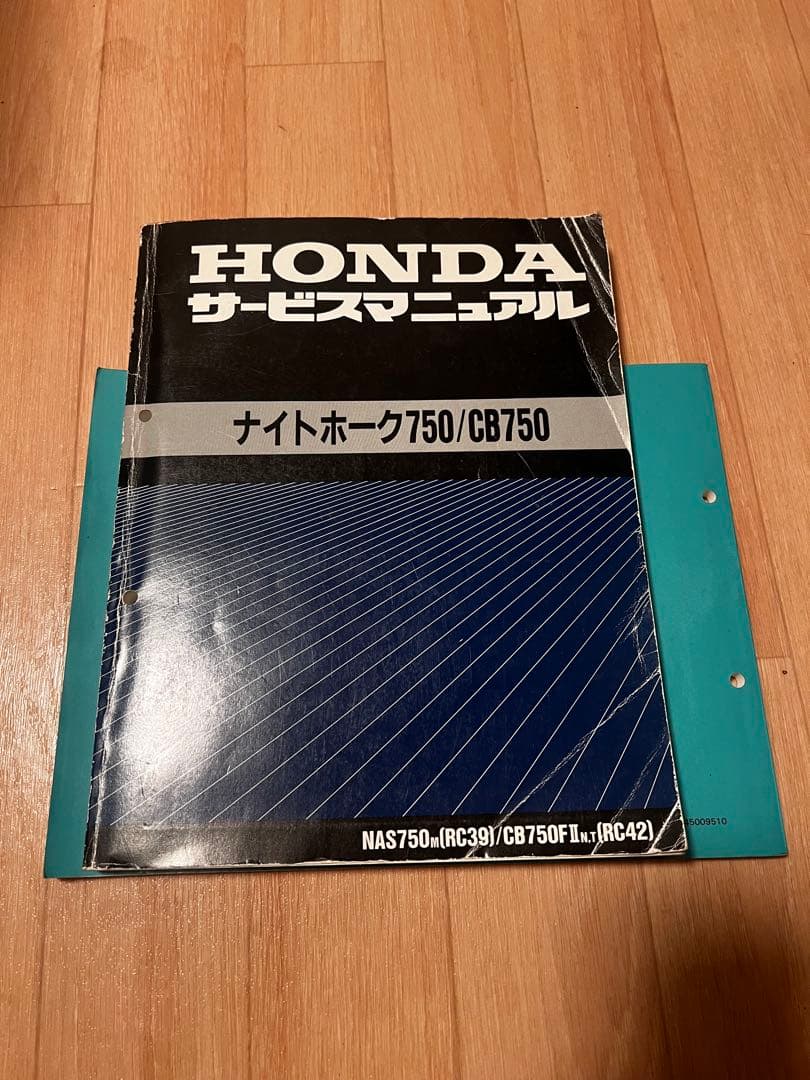 HONDA
サービスマニュアル
ナイトホーク750/CB750
NAS750M(RC39)/CB750FⅡN,T(RC42)
45009510